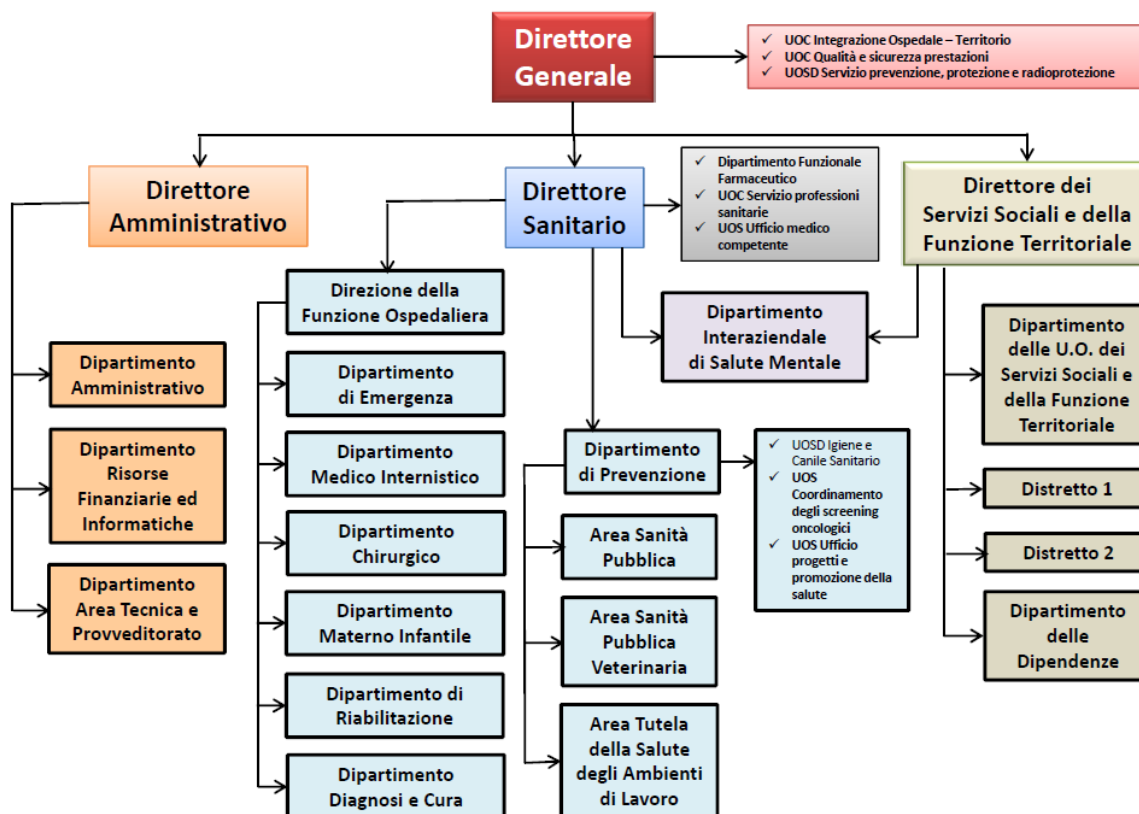 Direttore
Generale
✓ UOC Integrazione Ospedale – Territorio
✓ UOC Qualità e sicurezza prestazioni
✓ UOSD Servizio prevenzione, protezione e radioprotezione
Direttore
Amministrativo
Direttore
Sanitario
✓ Dipartimento Funzionale
Farmaceutico
✓ UOC Servizio professioni
sanitarie
✓ UOS Ufficio medico
competente
Direttore dei
Servizi Sociali e della
Funzione Territoriale
Dipartimento
Amministrativo
Dipartimento
Risorse
Finanziarie ed
Informatiche
Dipartimento
Area Tecnica e
Provveditorato
Direzione della
Funzione Ospedaliera
Dipartimento
di Emergenza
Dipartimento
Medico Internistico
Dipartimento
Chirurgico
Dipartimento
Materno Infantile
Dipartimento di
Riabilitazione
Dipartimento
Diagnosi e Cura
Dipartimento
Interaziendale
di Salute Mentale
Dipartimento
di Prevenzione
✓ UOSD Igiene e
Canile Sanitario
✓ UOS
Coordinamento
degli screening
oncologici
✓ UOS Ufficio
progetti e
promozione della
salute
Area Sanità
Pubblica
Area Sanità
Pubblica
Veterinaria
Area Tutela
della Salute
degli Ambienti
di Lavoro
Dipartimento
delle U.O. dei
Servizi Sociali e
della Funzione
Territoriale
Distretto 1
Distretto 2
Dipartimento
delle
Dipendenze